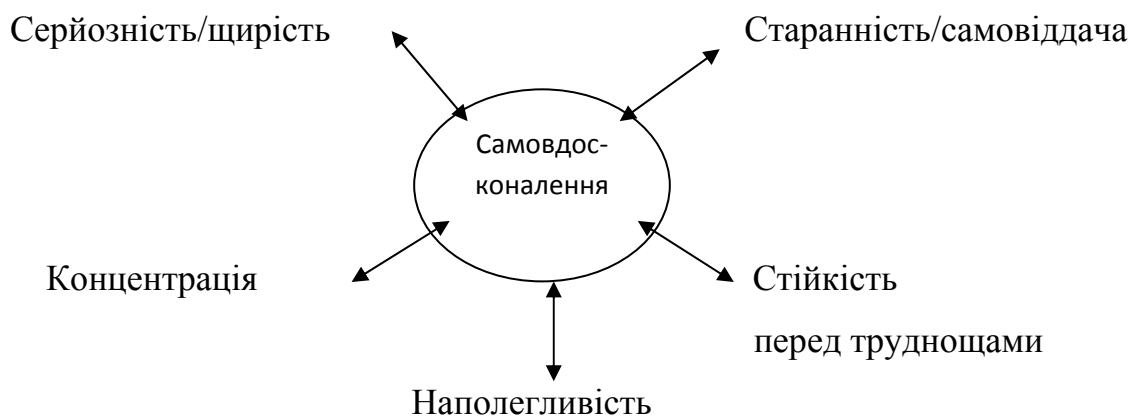 Серйозність/щирість
Старанність/самовіддача
Самовдос-
коналення
Концентрація
Стійкість
перед труднощами
Наполегливість